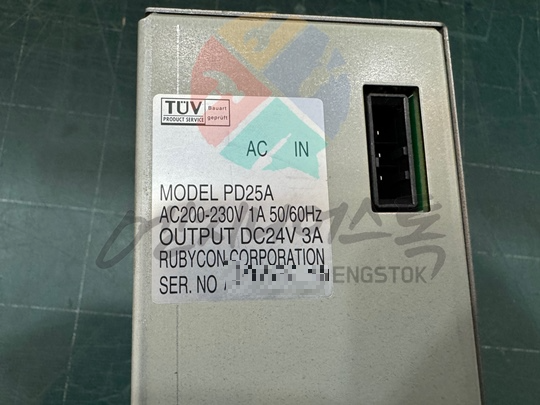 TÜV
PRODUCT SERVICE
Bauart
geprüft
AC IN
MODEL PD25A
AC200-230V 1A 50/60Hz
OUTPUT DC24V 3A
RUBYCON CORPORATION
SER. NO
HENGSTOK